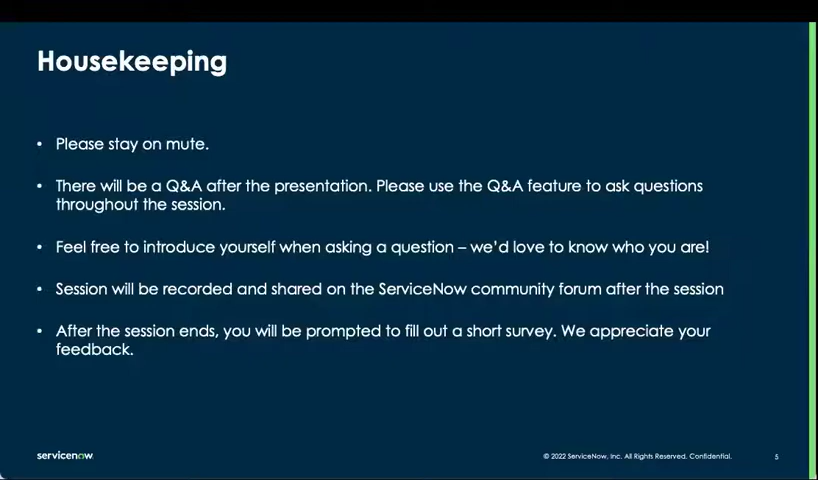 Housekeeping
• Please stay on mute.
• There will be a Q&A after the presentation. Please use the Q&A feature to ask questions
throughout the session.
• Feel free to introduce yourself when asking a question – we'd love to know who you are!
• Session will be recorded and shared on the ServiceNow community forum after the session
• After the session ends, you will be prompted to fill out a short survey. We appreciate your
feedback.
servicenow
© 2022 ServiceNow, Inc. All Rights Reserved. Confidential.
5